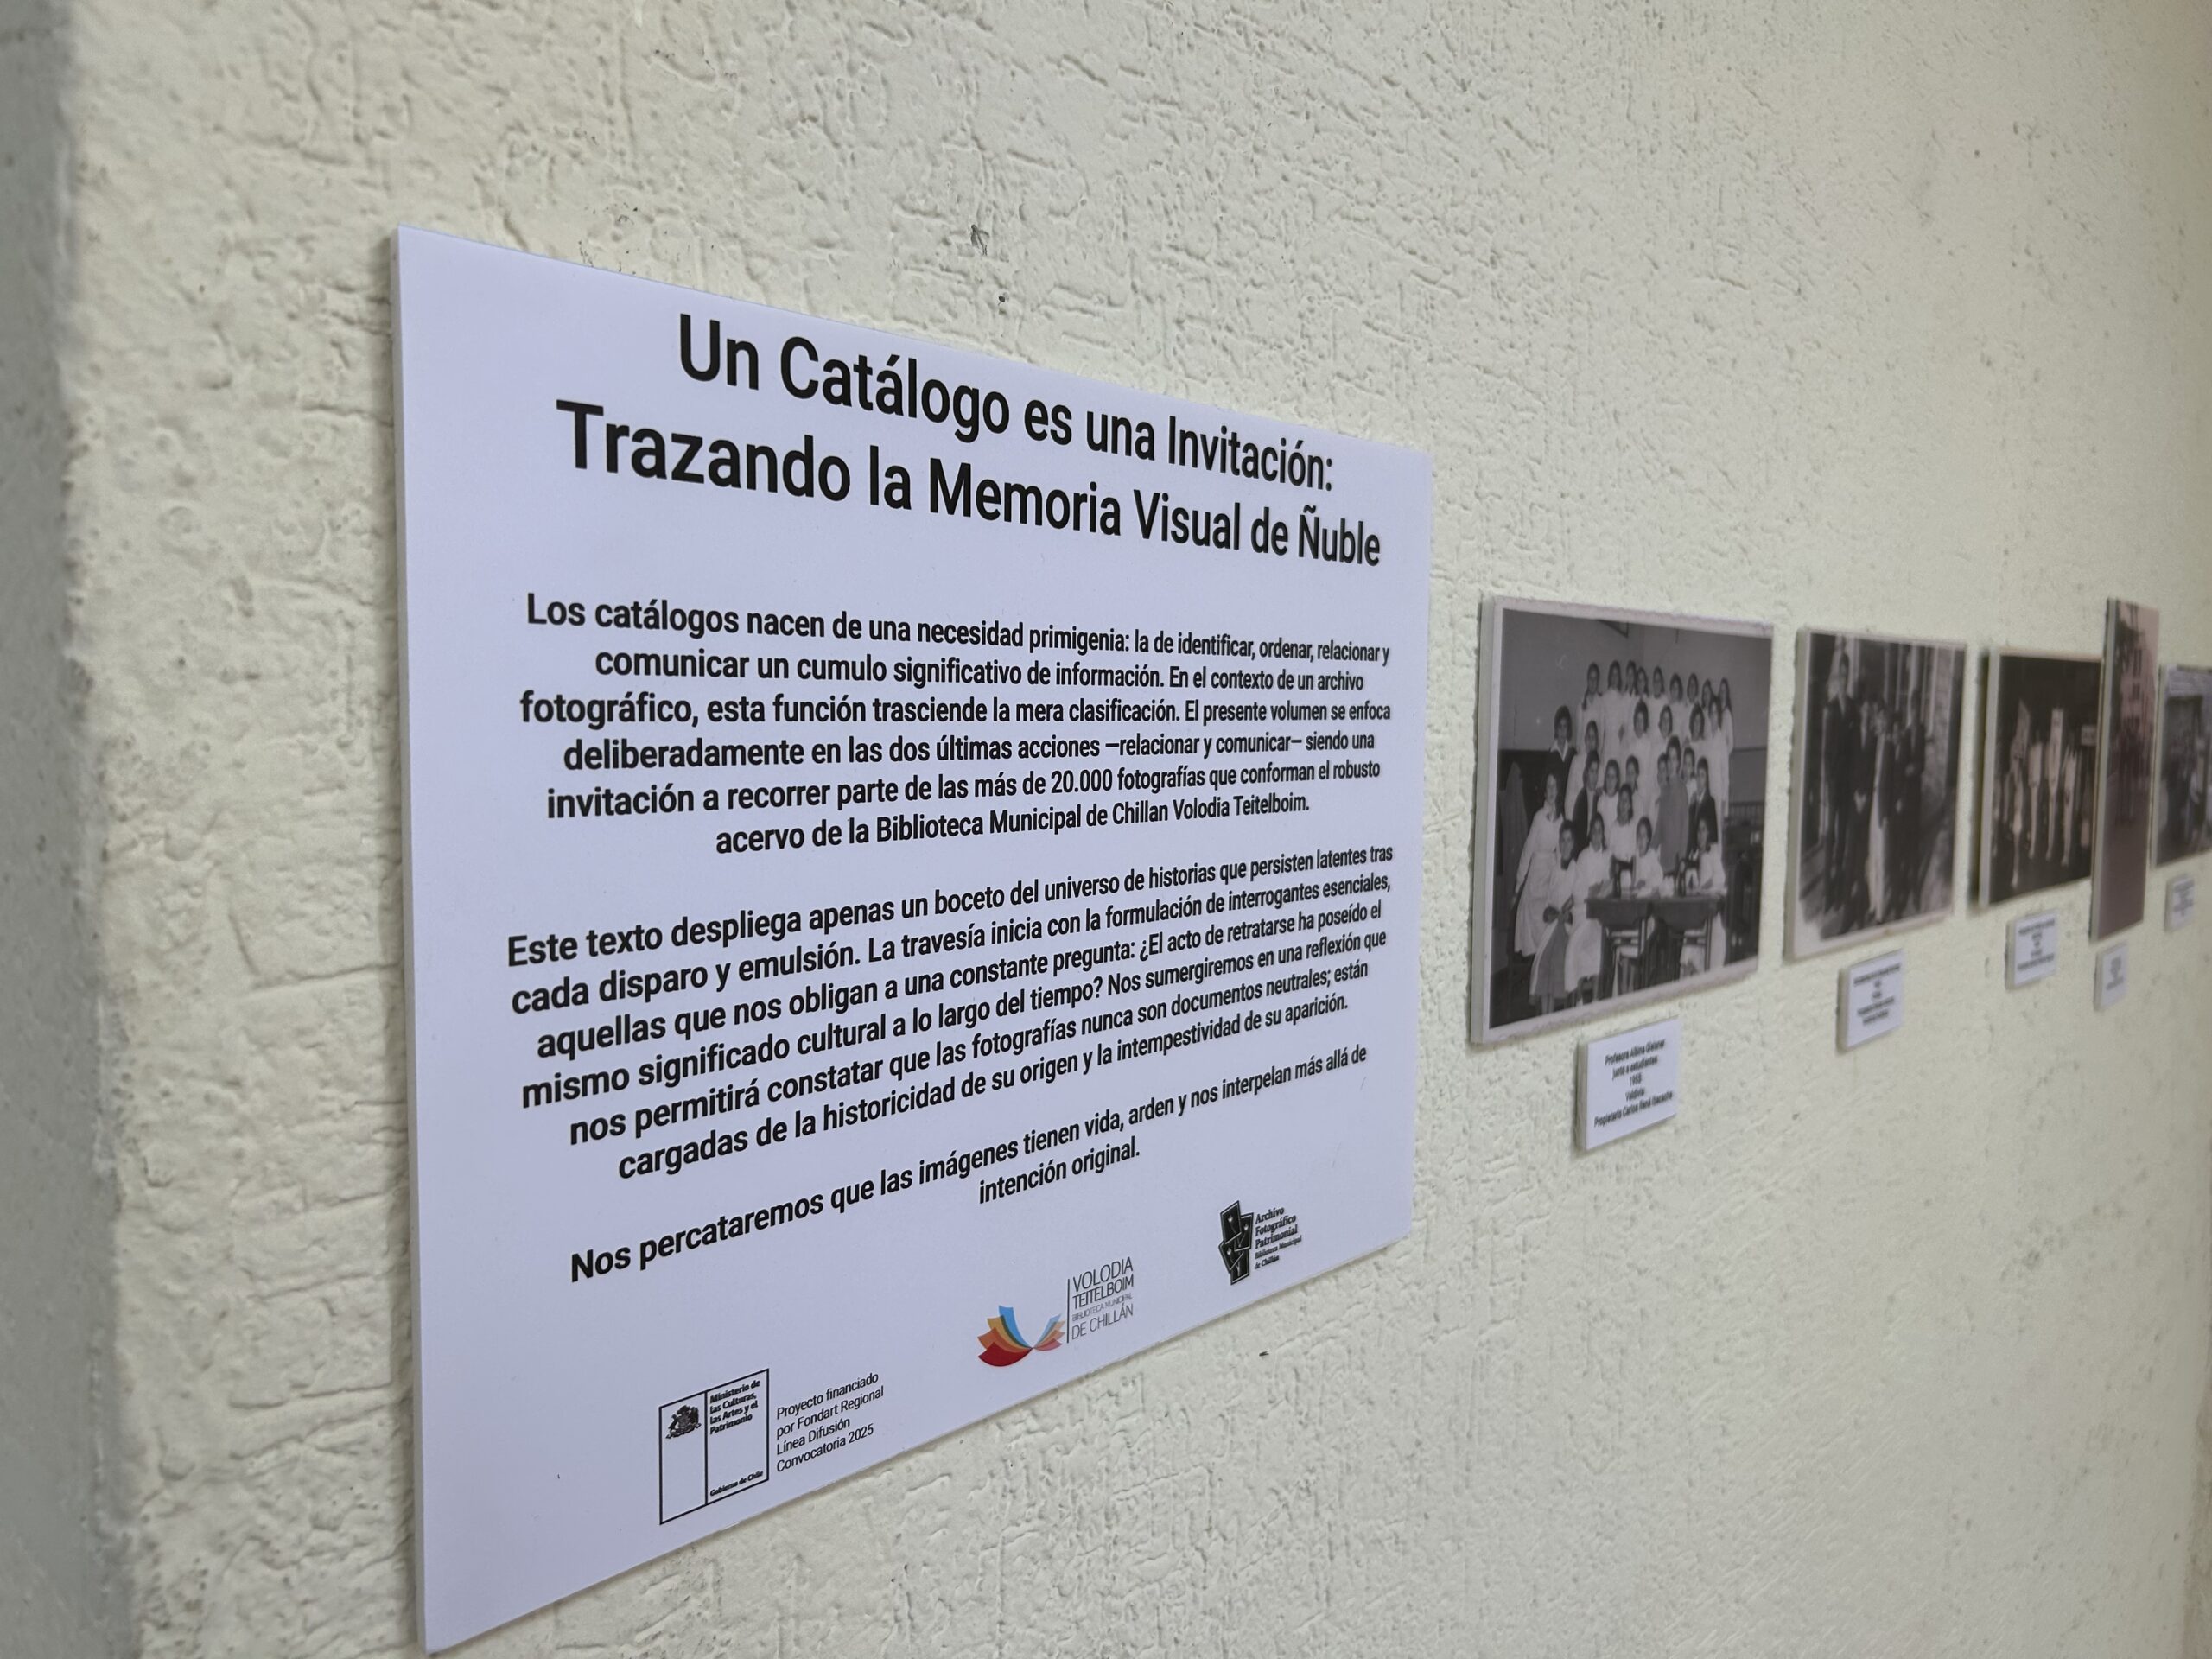 Un Catálogo es una Invitación:
Trazando la Memoria Visual de Ñuble
Los catálogos nacen de una necesidad primigenia: la de identificar, ordenar, relacionar y
comunicar un cumulo significativo de información. En el contexto de un archivo
fotográfico, esta función trasciende la mera clasificación. El presente volumen se enfoca
deliberadamente en las dos últimas acciones —relacionar y comunicar— siendo una
invitación a recorrer parte de las más de 20.000 fotografías que conforman el robusto
acervo de la Biblioteca Municipal de Chillan Volodia Teitelboim.
Este texto despliega apenas un boceto del universo de historias que persisten latentes tras
cada disparo y emulsión. La travesía inicia con la formulación de interrogantes esenciales,
aquellas que nos obligan a una constante pregunta: ¿El acto de retratarse ha poseído el
mismo significado cultural a lo largo del tiempo? Nos sumergiremos en una reflexión que
nos permitirá constatar que las fotografías nunca son documentos neutrales; están
cargadas de la historicidad de su origen y la intempestividad de su aparición.
Nos percataremos que las imágenes tienen vida, arden y nos interpelan más allá de
intención original.
Ministerio de
las Culturas,
las Artes y el
Patrimonio
Gobierno de Chile
Proyecto financiado
por Fondart Regional
Línea Difusión
Convocatoria 2025
VOLODIA
TEITELBOIM
BIBLIOTECA MUNICIPAL
DE CHILLÁN
Archivo
Fotográfico
Patrimonial
Biblioteca Municipal
de Chillán
Profesora Albina
junto a estudiantes
Valdivia
Propietario Carlos René